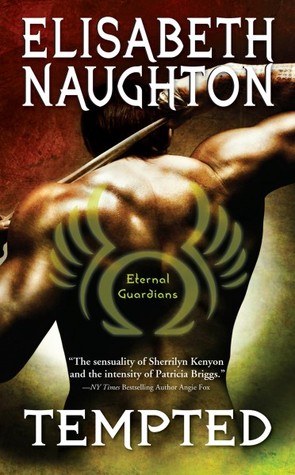 ELISABETH
NAUGHTON
Eternal
Guardians
"The sensuality of Sherrilyn Kenyon
and the intensity of Patricia Briggs."
—NY Times Bestselling Author Angie Fox
TEMPTED